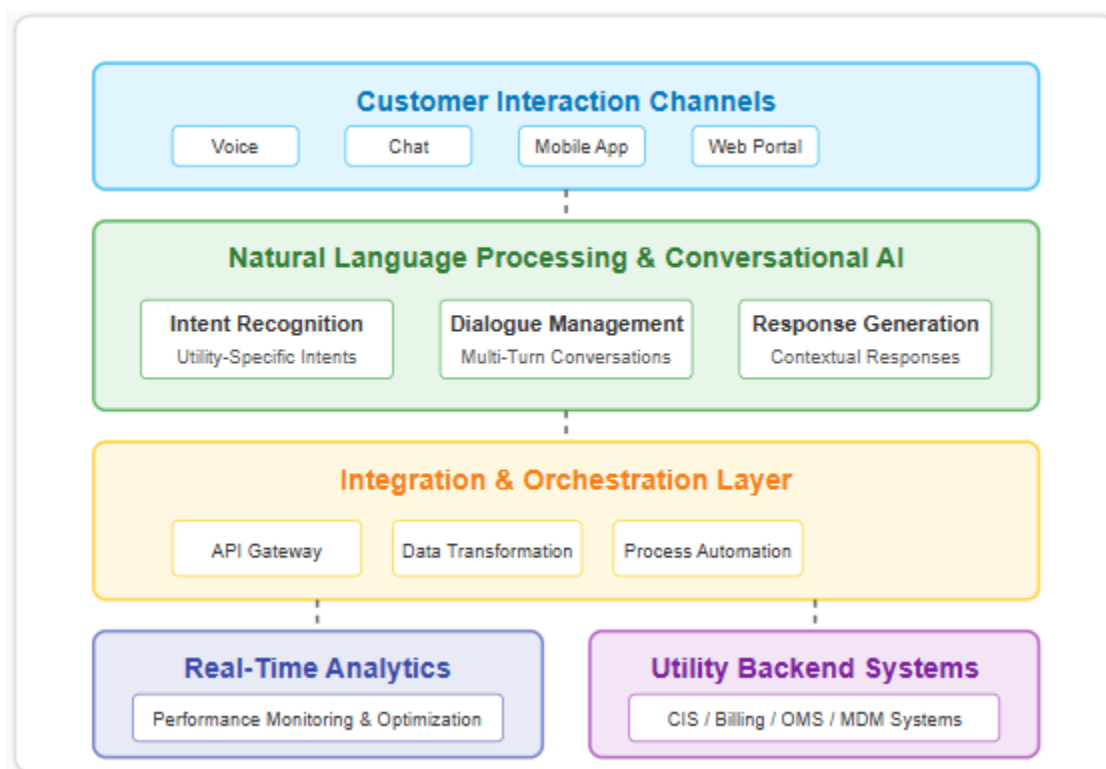 Customer Interaction Channels
Voice
Chat
Mobile App
Web Portal
Natural Language Processing & Conversational AI
Intent Recognition
Utility-Specific Intents
Dialogue Management
Multi-Turn Conversations
Response Generation
Contextual Responses
Integration & Orchestration Layer
API Gateway
Data Transformation
Process Automation
Real-Time Analytics
Performance Monitoring & Optimization
Utility Backend Systems
CIS / Billing / OMS / MDM Systems